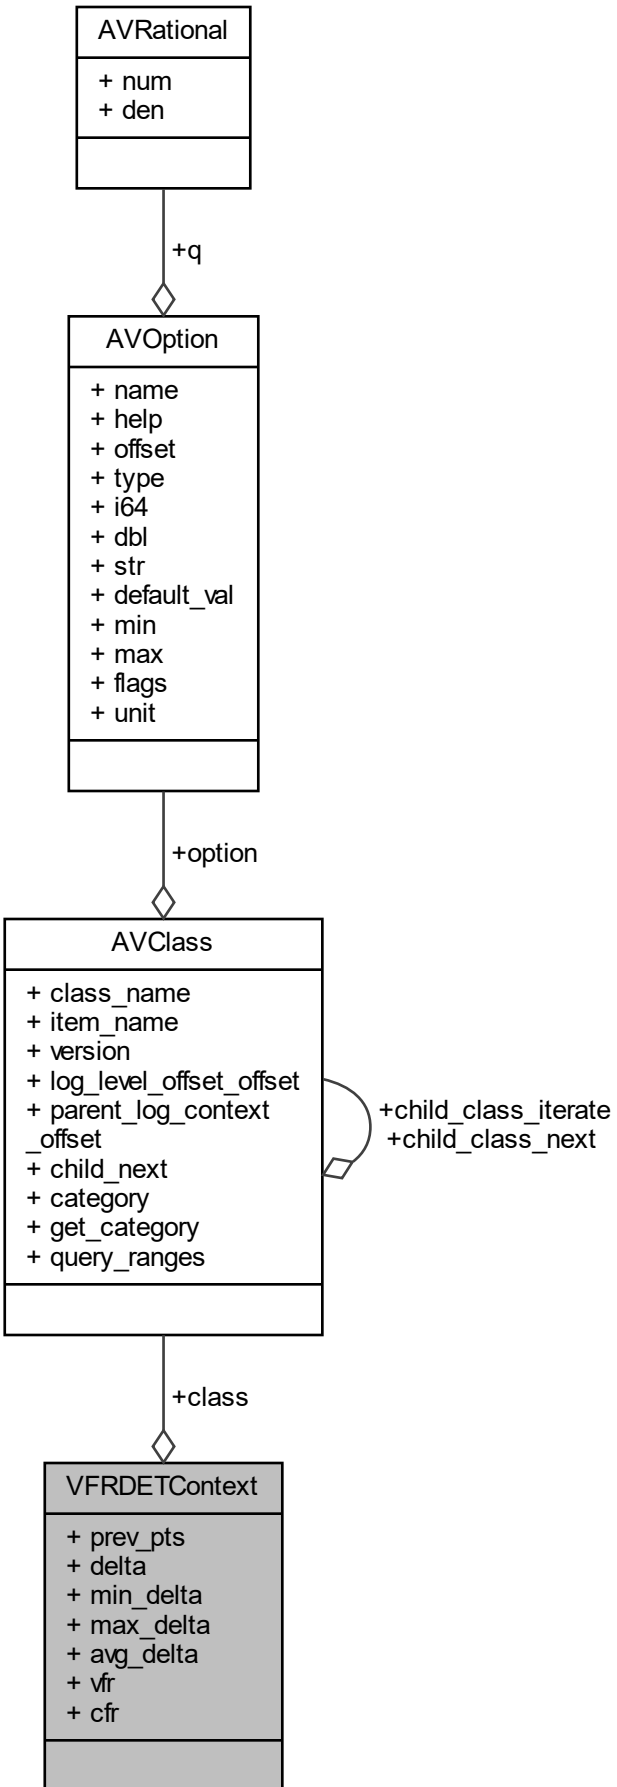 AVRational
+ num
+ den
+q
AVOption
+ name
+ help
+ offset
+ type
+ i64
+ dbl
+ str
+ default_val
+ min
+ max
+ flags
+ unit
+option
AVClass
+ class_name
+ item_name
+ version
+ log_level_offset_offset
+ parent_log_context
_offset
+ child_next
+ category
+ get_category
+ query_ranges
+child_class_iterate
+child_class_next
+class
VFRDETContext
+ prev_pts
+ delta
+ min_delta
+ max_delta
+ avg_delta
+ vfr
+ cfr